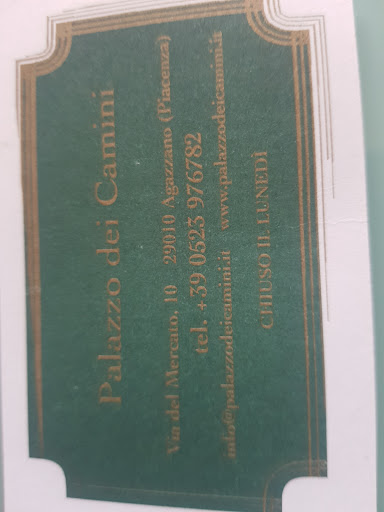 Palazzo dei Camini
Via del Mercato, 10 29010 Agazzano (Piacenza)
tel. +39 0523 976782
info@palazzodeicamini.it www.palazzodeicamini.it
CHIUSO IL LUNEDÌ